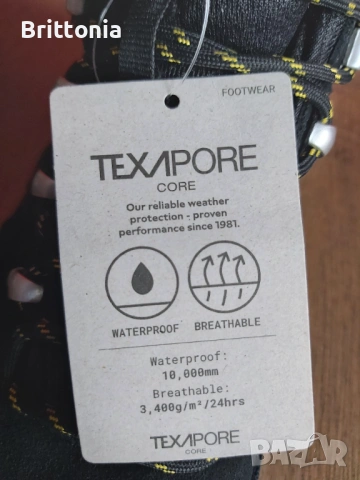 Brittonia
FOOTWEAR
TEXAPORE
CORE
Our reliable weather
protection - proven
performance since 1981.
WATERPROOF BREATHABLE
Waterproof:
10,000mm
Breathable:
3,400g/m²/24hrs
TEXAPORE
CORE
BAZAR